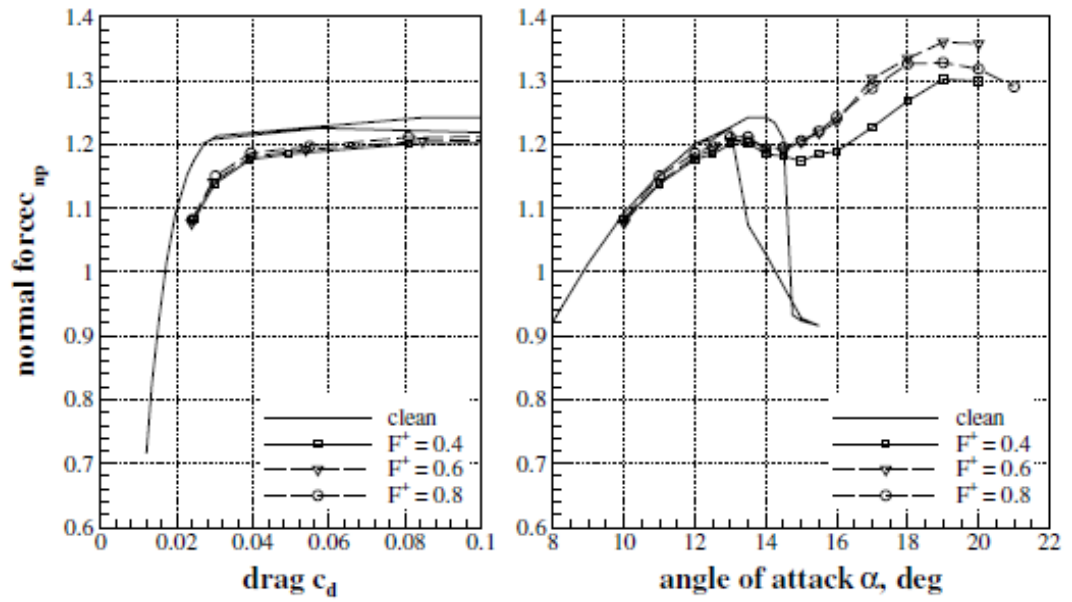 normal forcec np
1.4
1.3
1.2
1.1
1
0.9
0.8
0.7
0.6
0 0.02 0.04 0.06 0.08 0.1
drag cd
clean
F+ = 0.4
F+ = 0.6
F+ = 0.8
1.4
1.3
1.2
1.1
1
0.9
0.8
0.7
0.6
8 10 12 14 16 18 20 22
angle of attack α, deg
clean
F+ = 0.4
F+ = 0.6
F+ = 0.8